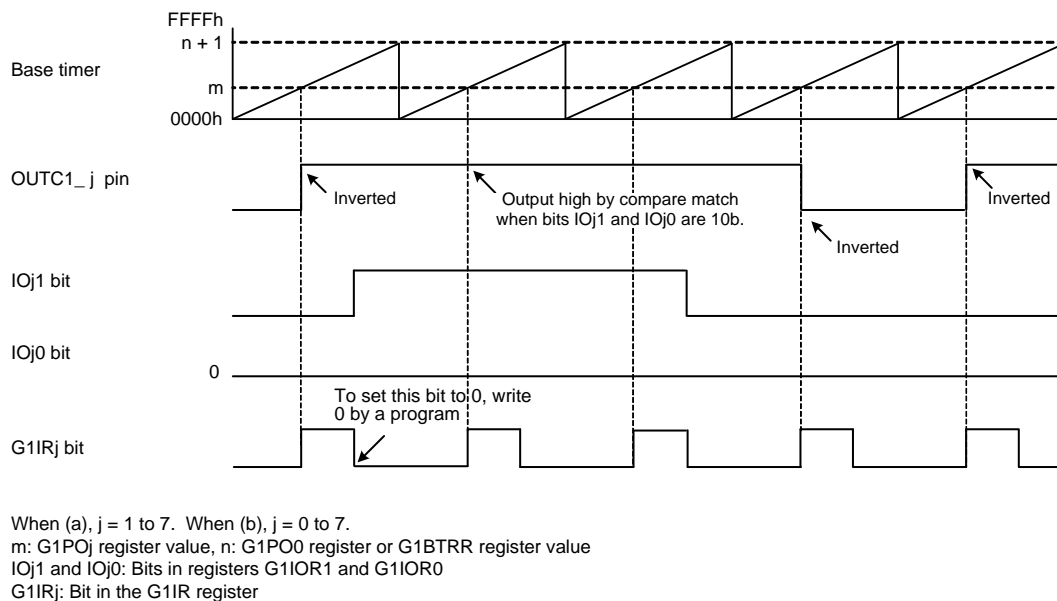 FFFFh
n + 1
Base timer
m
0000h
OUTC1_ j pin
Inverted
Output high by compare match
when bits IOj1 and IOj0 are 10b.
Inverted
Inverted
IOj1 bit
IOj0 bit
0
To set this bit to 0, write
0 by a program
G1IRj bit
When (a), j = 1 to 7. When (b), j = 0 to 7.
m: G1POj register value, n: G1PO0 register or G1BTRR register value
IOj1 and IOj0: Bits in registers G1IOR1 and G1IOR0
G1IRj: Bit in the G1IR register